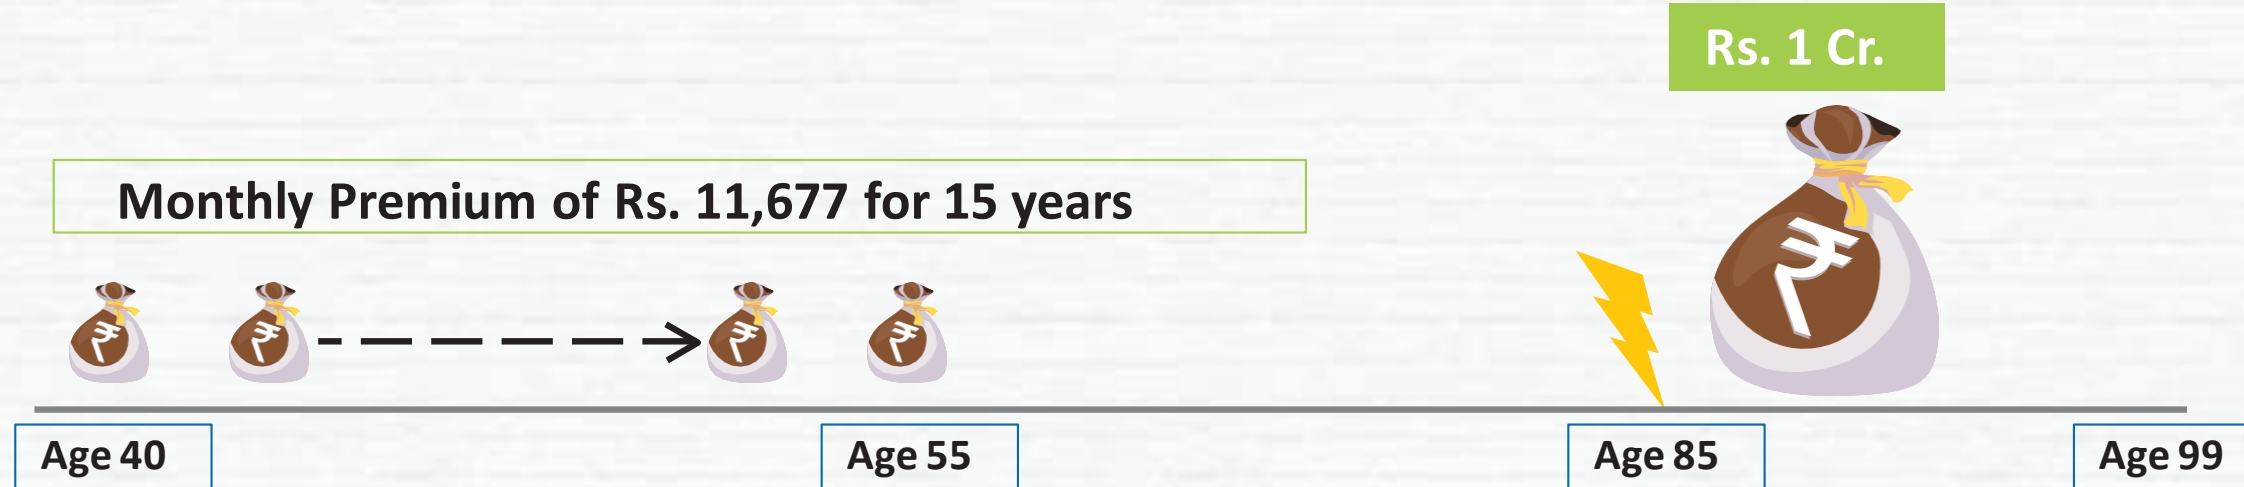 Rs. 1 Cr.
Monthly Premium of Rs. 11,677 for 15 years
₹
₹
₹
₹
₹
Age 40
Age 55
Age 85
Age 99